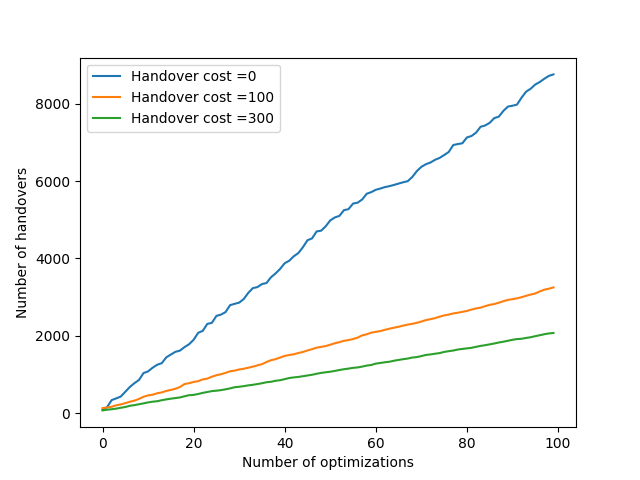 Handover cost =0
Handover cost =100
Handover cost =300
8000
6000
4000
2000
0
Number of handovers
0 20 40 60 80 100
Number of optimizations